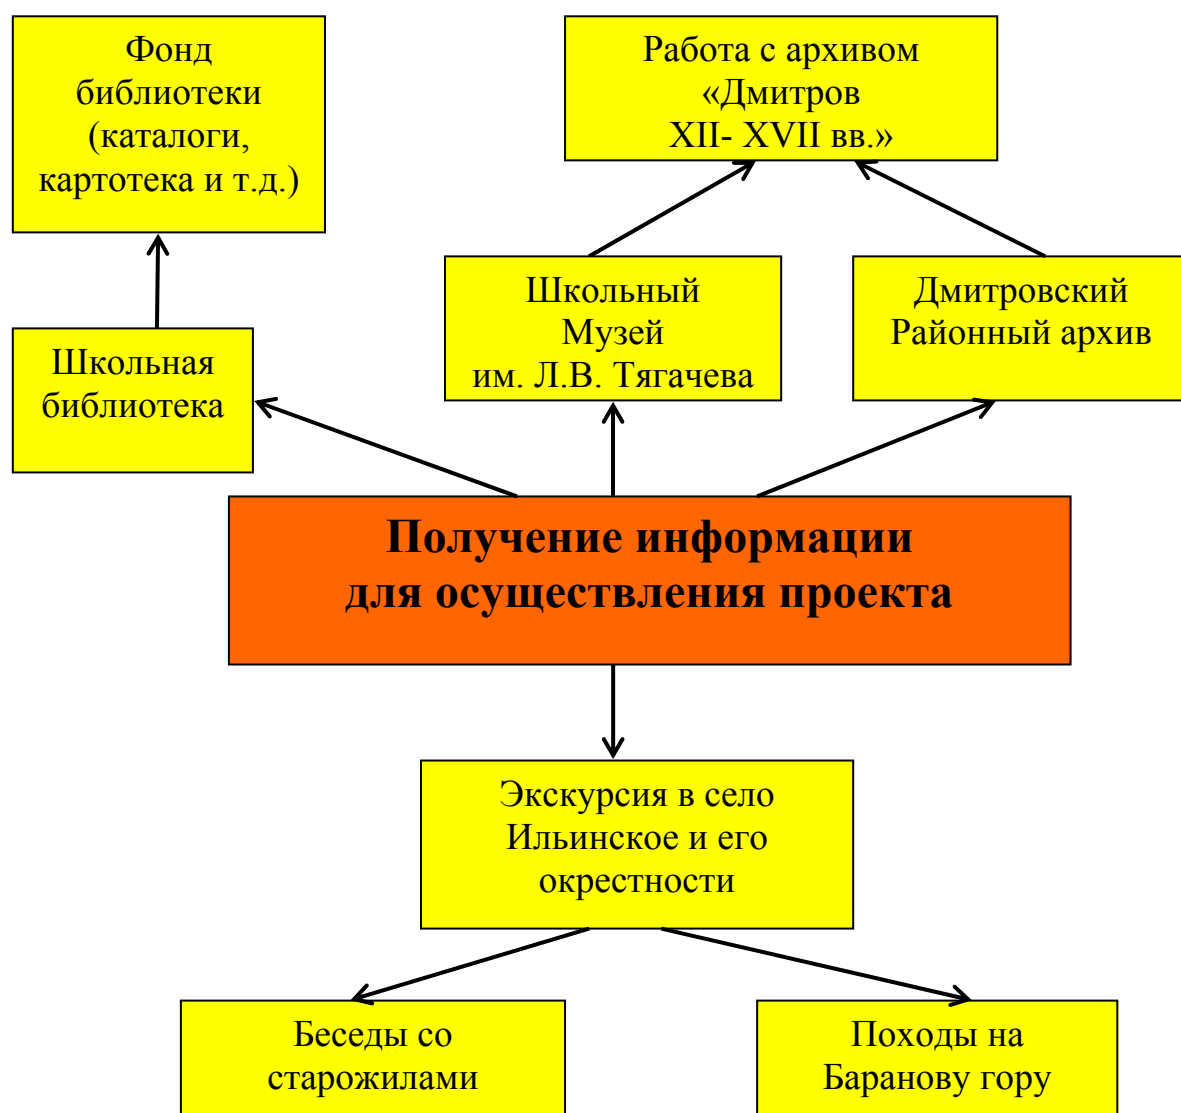 Фонд
библиотеки
(каталоги,
картотека и т.д.)
Работа с архивом
«Дмитров
XII- XVII вв.»
Школьный
Музей
им. Л.В. Тягачева
Дмитровский
Районный архив
Школьная
библиотека
Получение информации
для осуществления проекта
Экскурсия в село
Ильинское и его
окрестности
Беседы со
старожилами
Походы на
Баранову гору